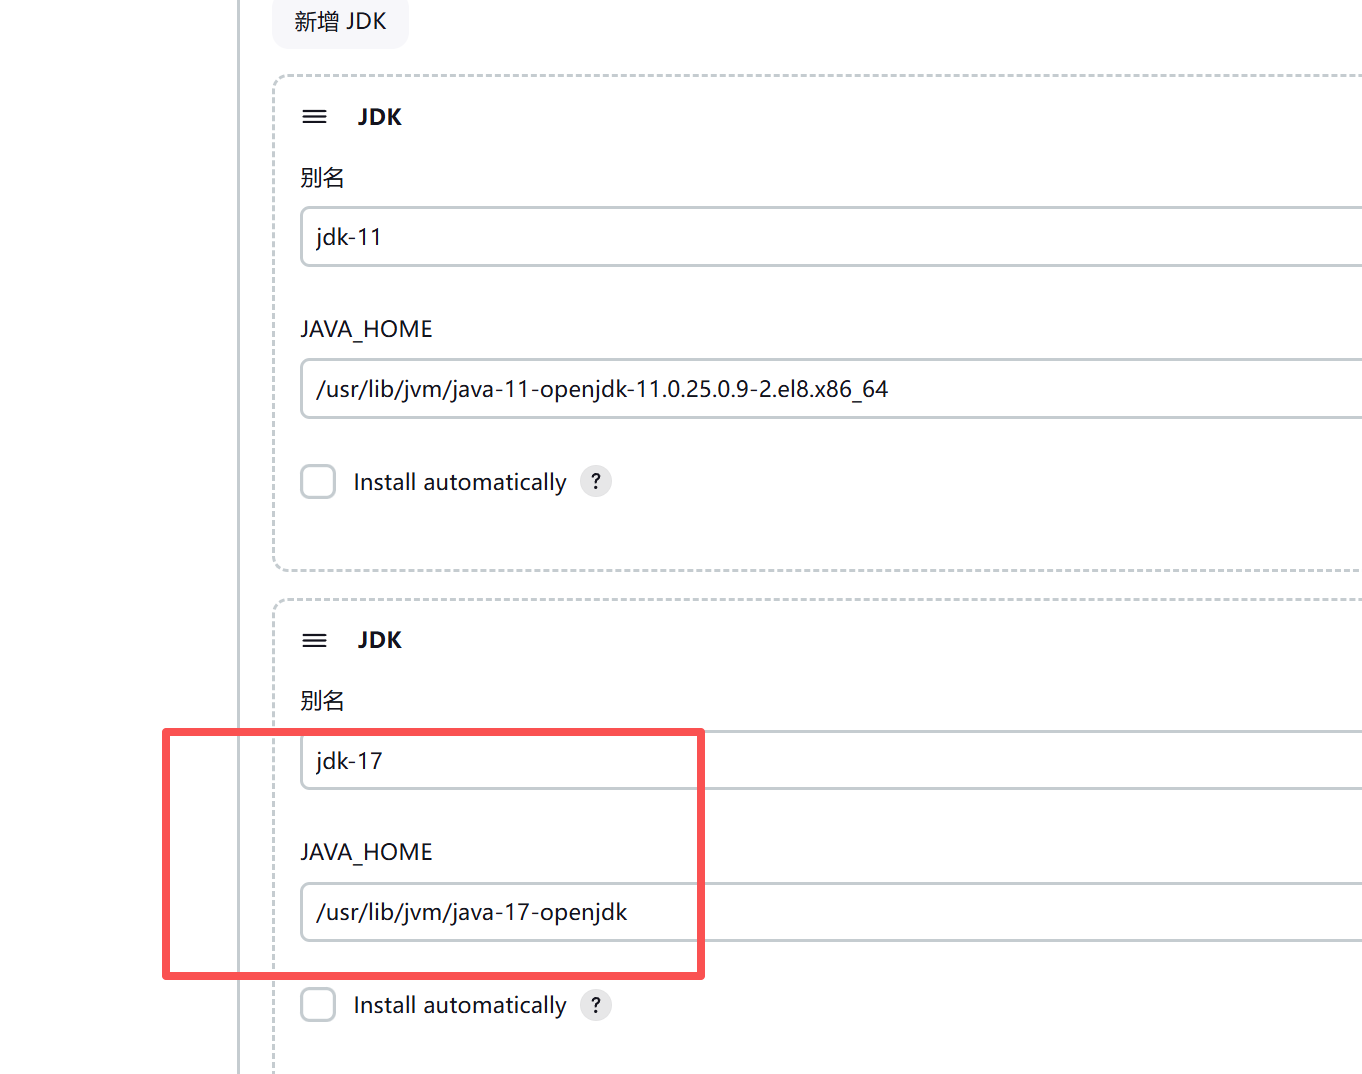 新增 JDK
JDK
别名
jdk-11
JAVA_HOME
/usr/lib/jvm/java-11-openjdk-11.0.25.0.9-2.el8.x86_64
Install automatically ?
JDK
别名
jdk-17
JAVA_HOME
/usr/lib/jvm/java-17-openjdk
Install automatically ?